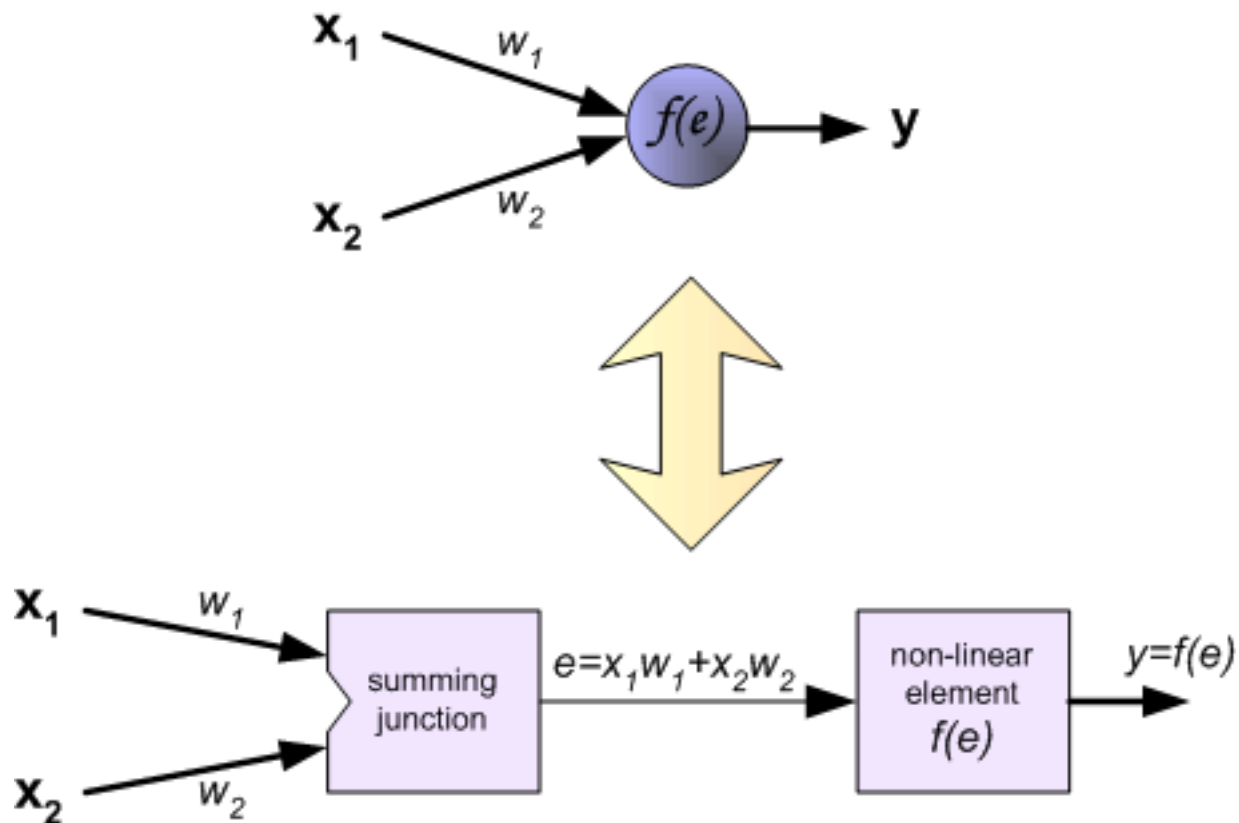 x₁
w₁
f(e)
y
w₂
x₂
x₁
w₁
summing
junction
e=x₁w₁+x₂w₂
non-linear
element
f(e)
y=f(e)
w₂
x₂